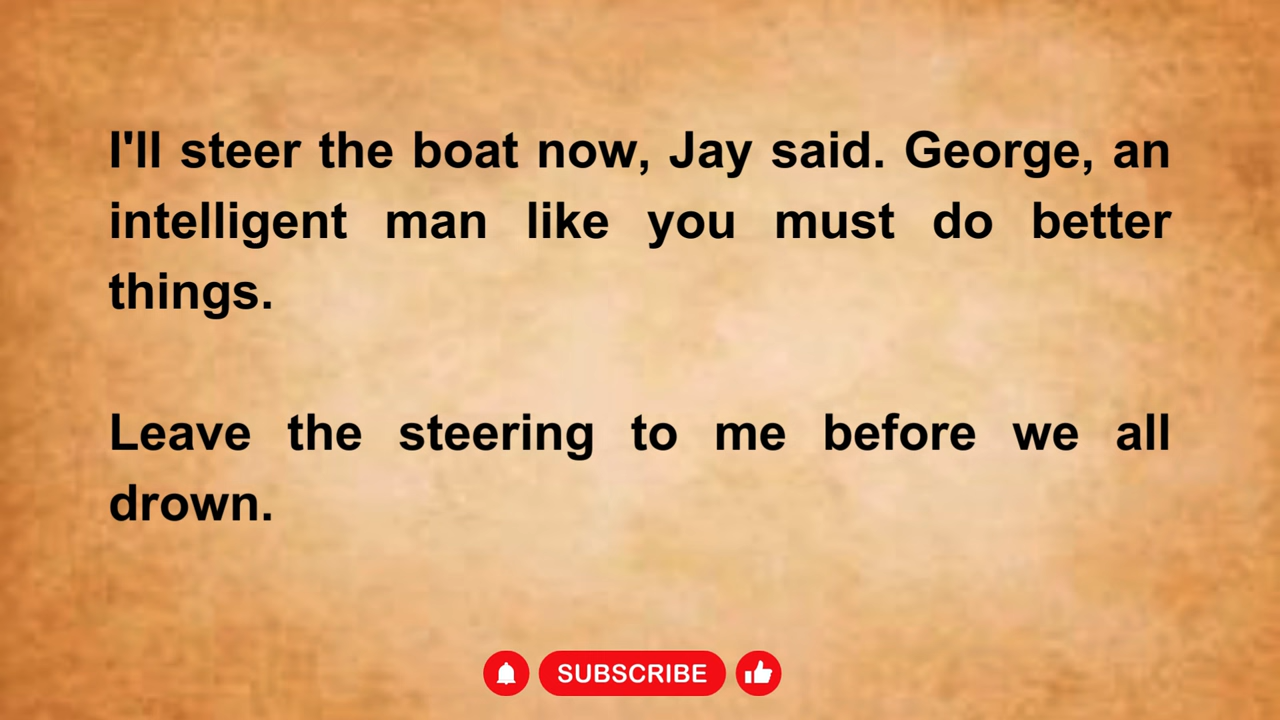 I'll steer the boat now, Jay said. George, an
intelligent man like you must do better
things.
Leave the steering to me before we all
drown.
SUBSCRIBE